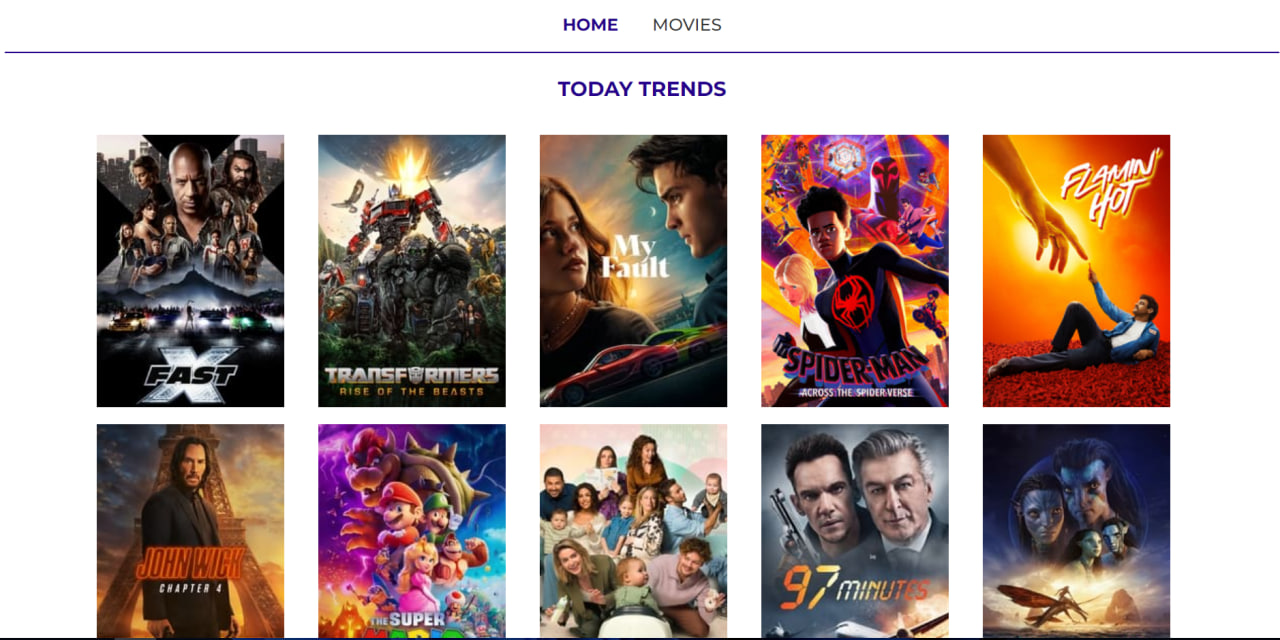 HOME MOVIES
TODAY TRENDS
FAST
X
TRANSFORMERS
RISE OF THE BEASTS
My
Fault
SPIDER-MAN
ACROSS THE SPIDER-VERSE
FLAMIN'
HOT
JOHN WICK
CHAPTER 4
THE SUPER
MARIO
97 MINUTES